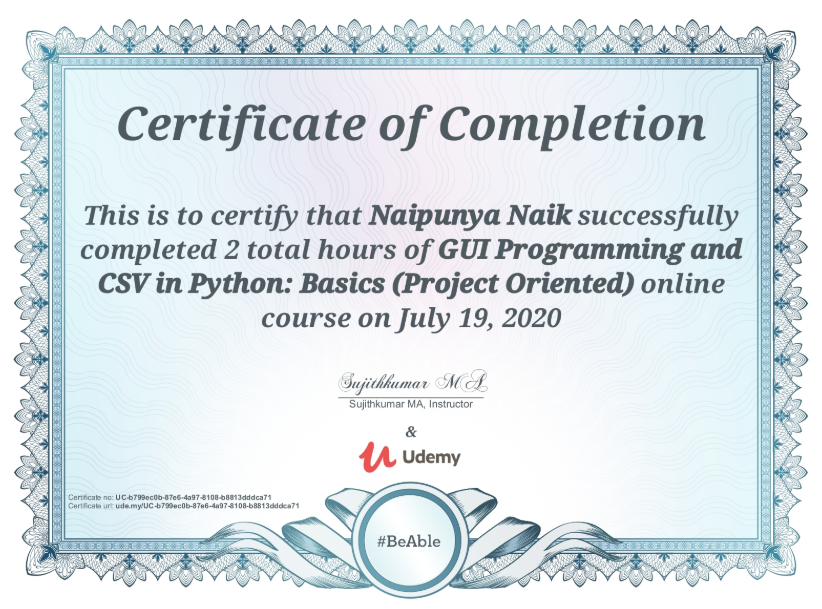 Certificate of Completion
This is to certify that Naipunya Naik successfully
completed 2 total hours of GUI Programming and
CSV in Python: Basics (Project Oriented) online
course on July 19, 2020
Sujithkumar MA
Sujithkumar MA, Instructor
&
Udemy
Certificate no: UC-b799ec0b-87e6-4a97-8108-b8813dddca71
Certificate url: ude.my/UC-b799ec0b-87e6-4a97-8108-b8813dddca71
#BeAble